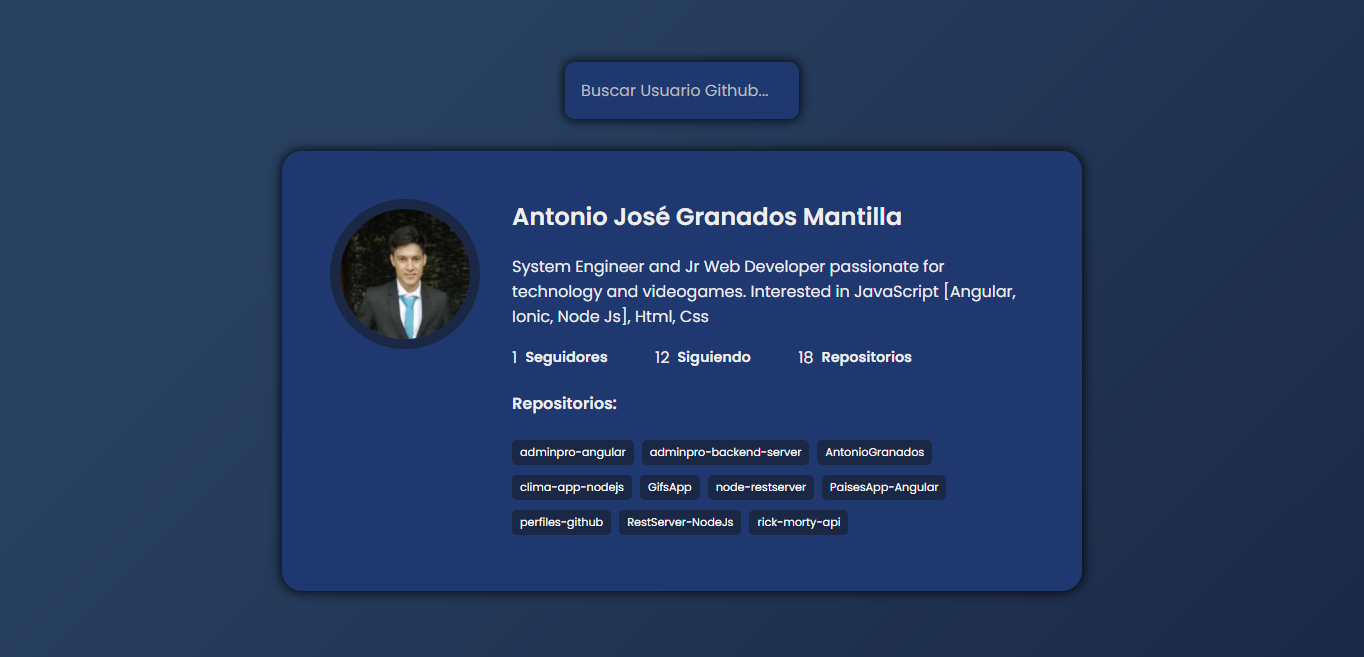 Buscar Usuario Github...
Antonio José Granados Mantilla
System Engineer and Jr Web Developer passionate for
technology and videogames. Interested in JavaScript [Angular,
Ionic, Node Js], Html, Css
1 Seguidores 12 Siguiendo 18 Repositorios
Repositorios:
adminpro-angular adminpro-backend-server AntonioGranados
clima-app-nodejs GifsApp node-restserver PaisesApp-Angular
perfiles-github RestServer-NodeJs rick-morty-api